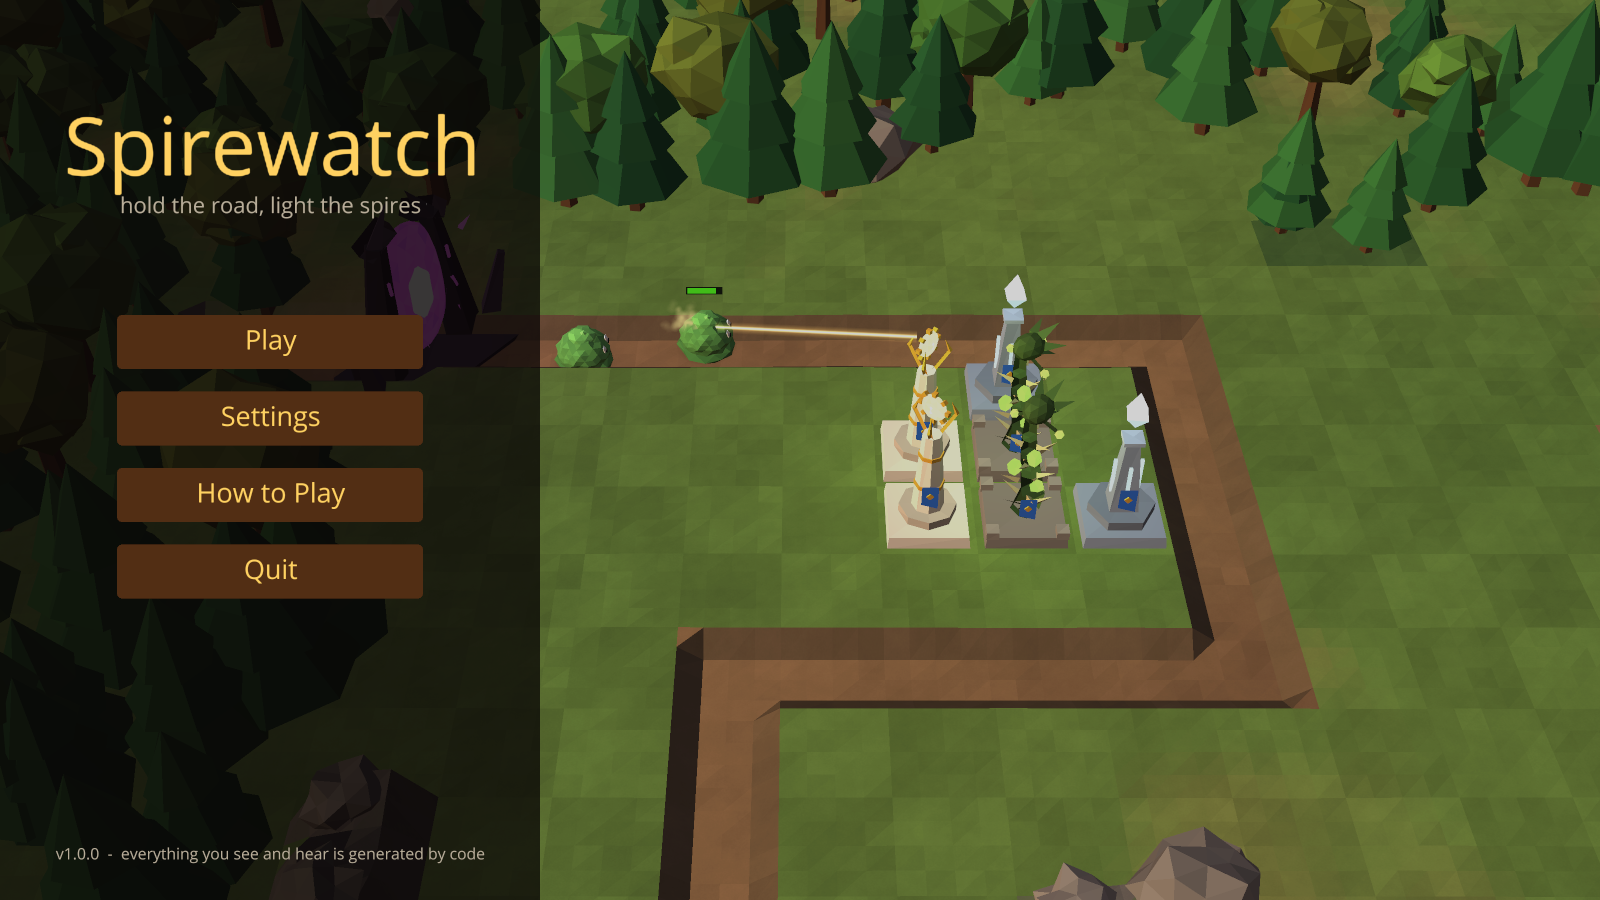 Spirewatch
hold the road, light the spires
Play
Settings
How to Play
Quit
v1.0.0 - everything you see and hear is generated by code